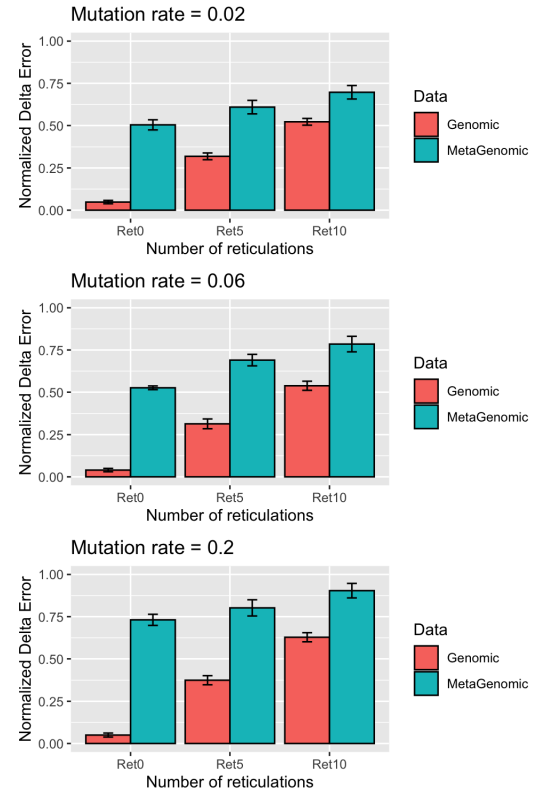 Mutation rate = 0.02
Normalized Delta Error
1.00
0.75
0.50
0.25
0.00
Ret0 Ret5 Ret10
Number of reticulations
Data
Genomic
MetaGenomic
Mutation rate = 0.06
Normalized Delta Error
1.00
0.75
0.50
0.25
0.00
Ret0 Ret5 Ret10
Number of reticulations
Data
Genomic
MetaGenomic
Mutation rate = 0.2
Normalized Delta Error
1.00
0.75
0.50
0.25
0.00
Ret0 Ret5 Ret10
Number of reticulations
Data
Genomic
MetaGenomic